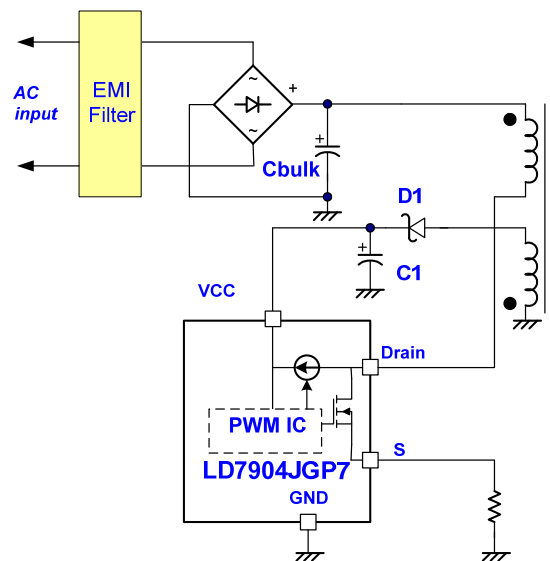 AC
input
EMI
Filter
~
+
~
+
Cbulk
D1
+
C1
VCC
Drain
PWM IC
LD7904JGP7
S
GND